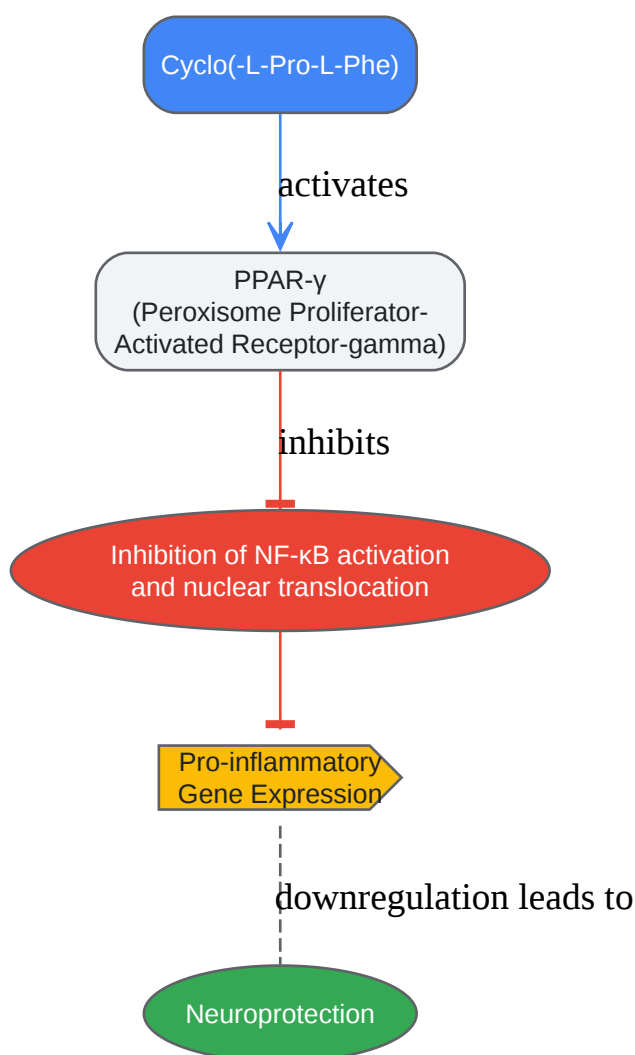 Cyclo(-L-Pro-L-Phe)
activates
PPAR-γ
(Peroxisome Proliferator-
Activated Receptor-gamma)
inhibits
Inhibition of NF-κB activation
and nuclear translocation
Pro-inflammatory
Gene Expression
downregulation leads to
Neuroprotection